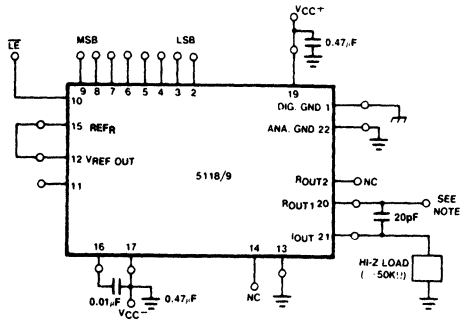 VCC+
LE
MSB LSB
0.47μF
9 8 7 6 5 4 3 2
19
10
DIG. GND 1
15 REFR
ANA. GND 22
12 VREF OUT
11
5118/9
ROUT2 NC
ROUT1 20
SEE
NOTE
20pF
IOUT 21
HI-Z LOAD
50K
16 17 14 13
0.01μF 0.47μF
NC
VCC−